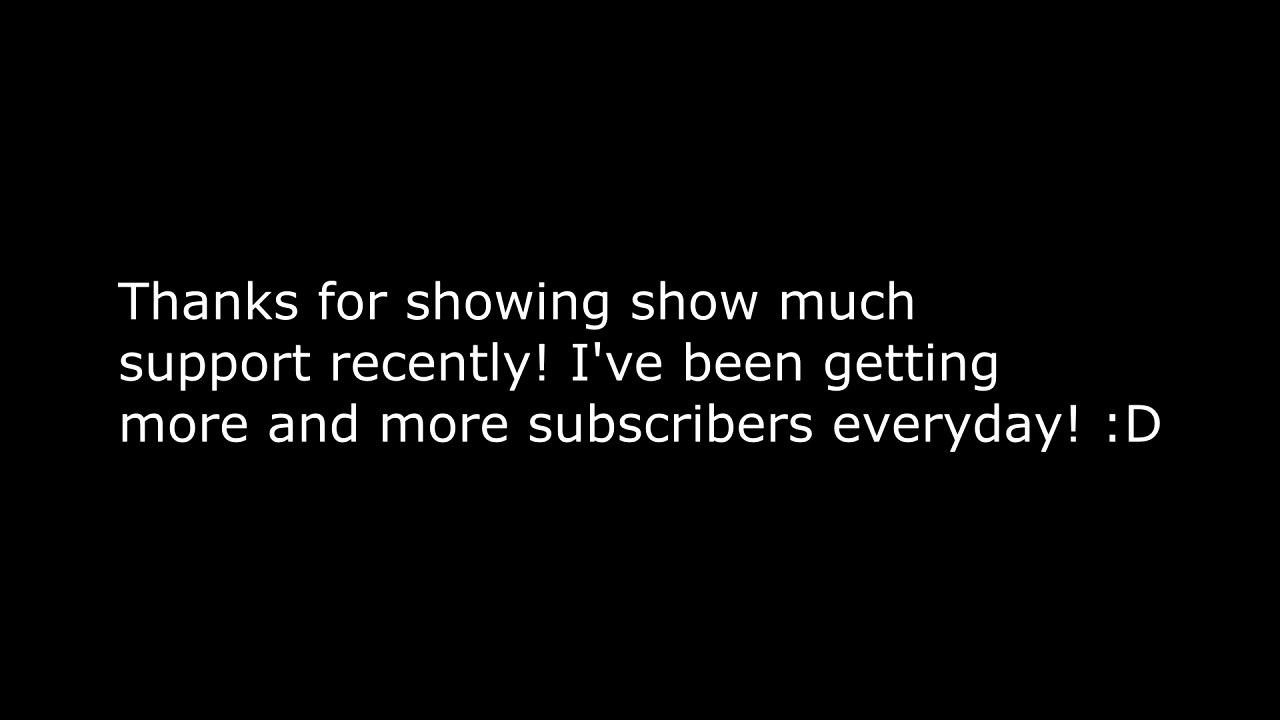 Thanks for showing show much
support recently! I've been getting
more and more subscribers everyday! :D